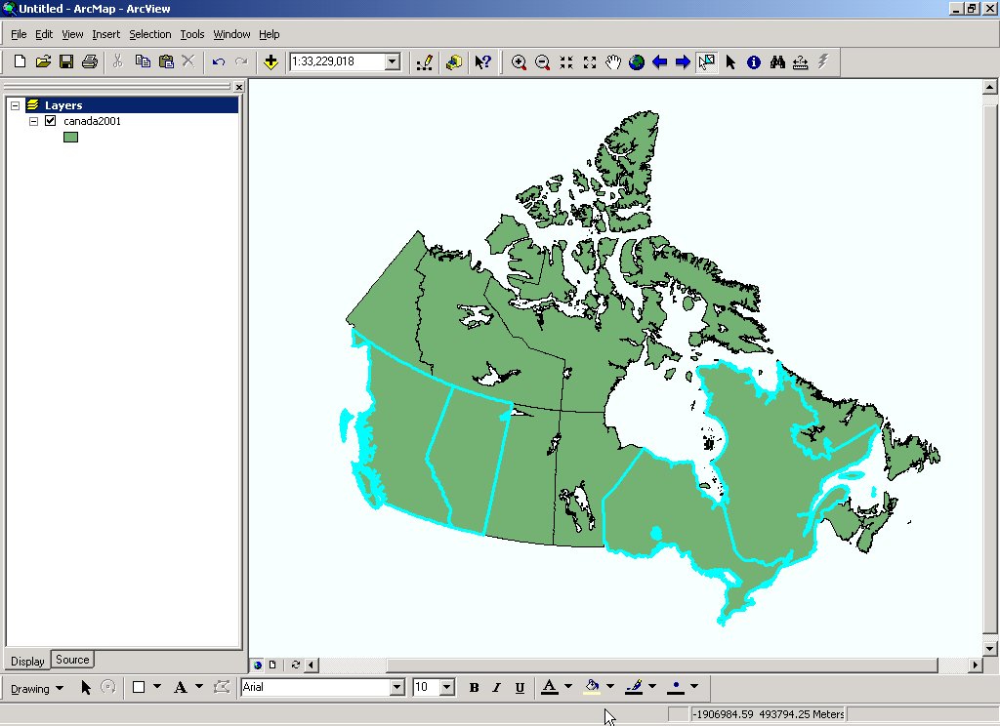 Untitled - ArcMap - ArcView
File Edit View Insert Selection Tools Window Help
1:33,229,018
Layers
canada2001
Display Source
Drawing A Arial 10 B I U A
-1906984.59 493794.25 Meters